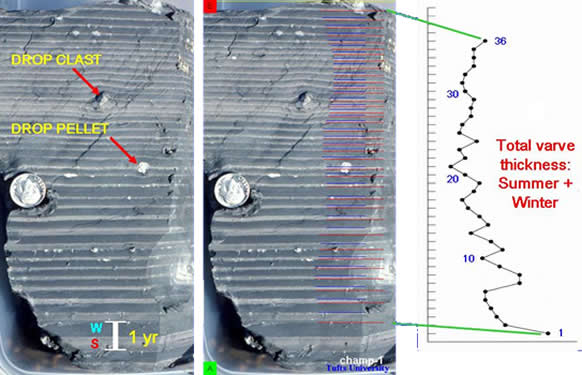 DROP CLAST
DROP PELLET
W
S
1 yr
B
A
champ-1
Tufts University
36
30
20
10
1
Total varve
thickness:
Summer +
Winter